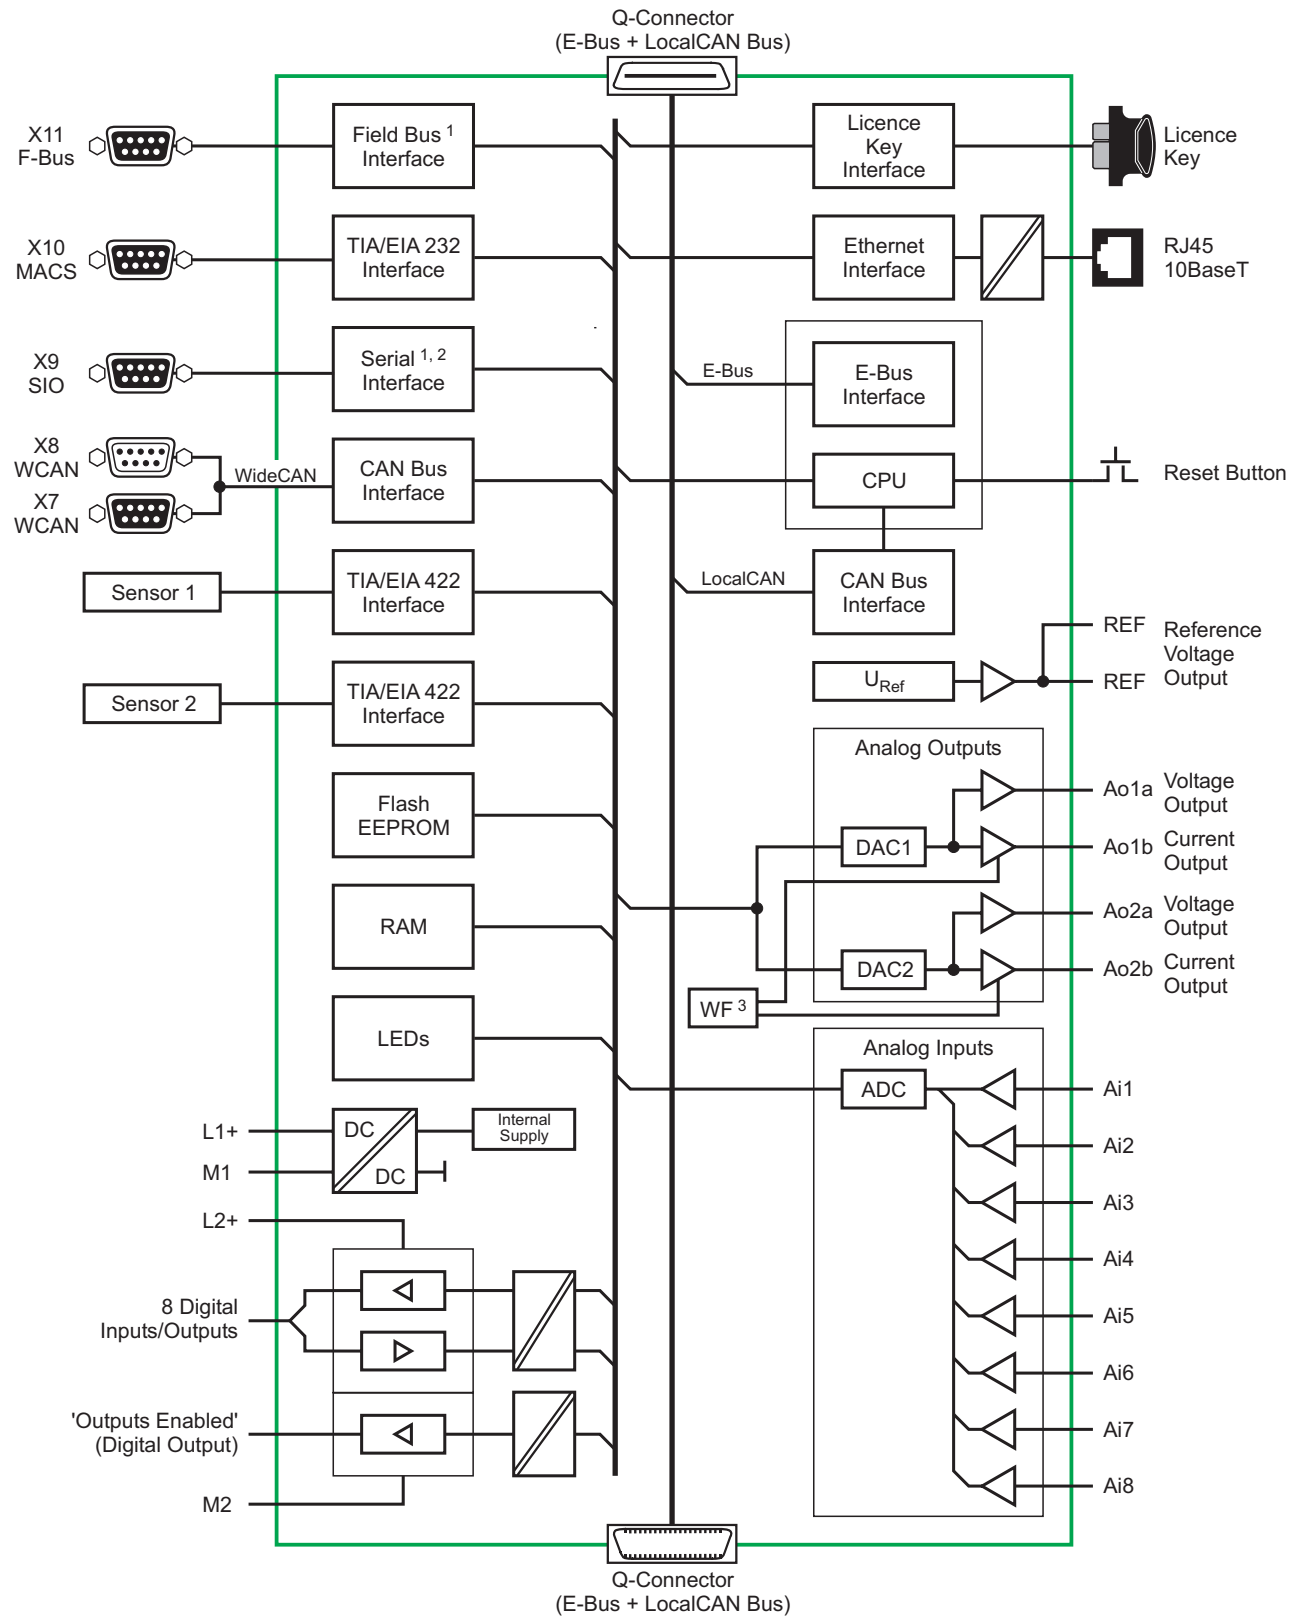 Q-Connector
(E-Bus + LocalCAN Bus)
X11
F-Bus
Field Bus 1
Interface
Licence
Key
Interface
Licence
Key
X10
MACS
TIA/EIA 232
Interface
Ethernet
Interface
RJ45
10BaseT
X9
SIO
Serial 1, 2
Interface
E-Bus
E-Bus
Interface
X8
WCAN
X7
WCAN
WideCAN
CAN Bus
Interface
CPU
Reset Button
Sensor 1
TIA/EIA 422
Interface
LocalCAN
CAN Bus
Interface
REF
REF
Reference
Voltage
Output
Sensor 2
TIA/EIA 422
Interface
URef
Analog Outputs
Flash
EEPROM
DAC1
Ao1a
Voltage
Output
Ao1b
Current
Output
RAM
DAC2
Ao2a
Voltage
Output
Ao2b
Current
Output
WF 3
LEDs
Analog Inputs
ADC
Ai1
Ai2
Ai3
Ai4
Ai5
Ai6
Ai7
Ai8
L1+
M1
DC
DC
Internal
Supply
L2+
8 Digital
Inputs/Outputs
'Outputs Enabled'
(Digital Output)
M2
Q-Connector
(E-Bus + LocalCAN Bus)